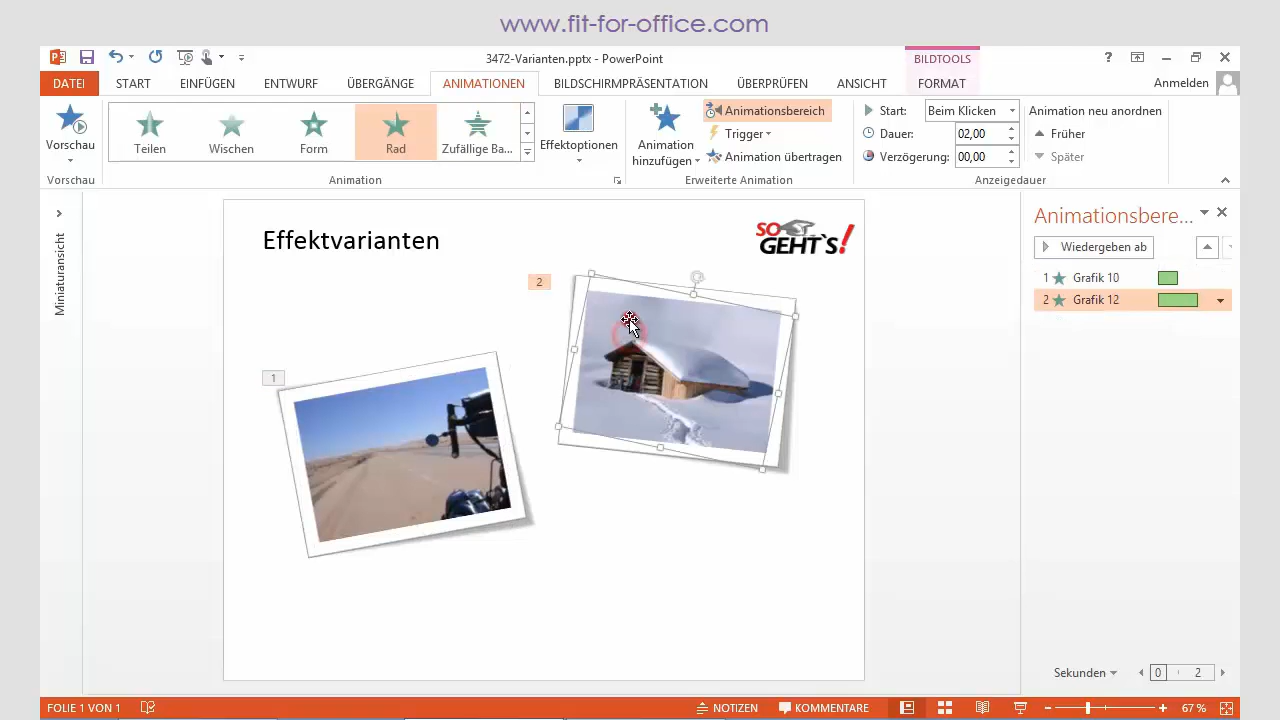 www.fit-for-office.com
3472-Varianten.pptx - PowerPoint
BILDTOOLS
DATEI START EINFÜGEN ENTWURF ÜBERGÄNGE ANIMATIONEN BILDSCHIRMPRÄSENTATION ÜBERPRÜFEN ANSICHT FORMAT Anmelden
Vorschau
Teilen Wischen Form Rad Zufällige Ba...
Effektoptionen
Animation hinzufügen
Animationsbereich
Trigger
Animation übertragen
Start: Beim Klicken
Dauer: 02,00
Verzögerung: 00,00
Animation neu anordnen
Früher
Später
Vorschau Animation Erweiterte Animation Anzeigedauer
Miniaturansicht
Effektvarianten
SO
GEHT`S!
2
1
Animationsbere...
Wiedergeben ab
1 Grafik 10
2 Grafik 12
Sekunden 0 2
FOLIE 1 VON 1 NOTIZEN KOMMENTARE 67 %